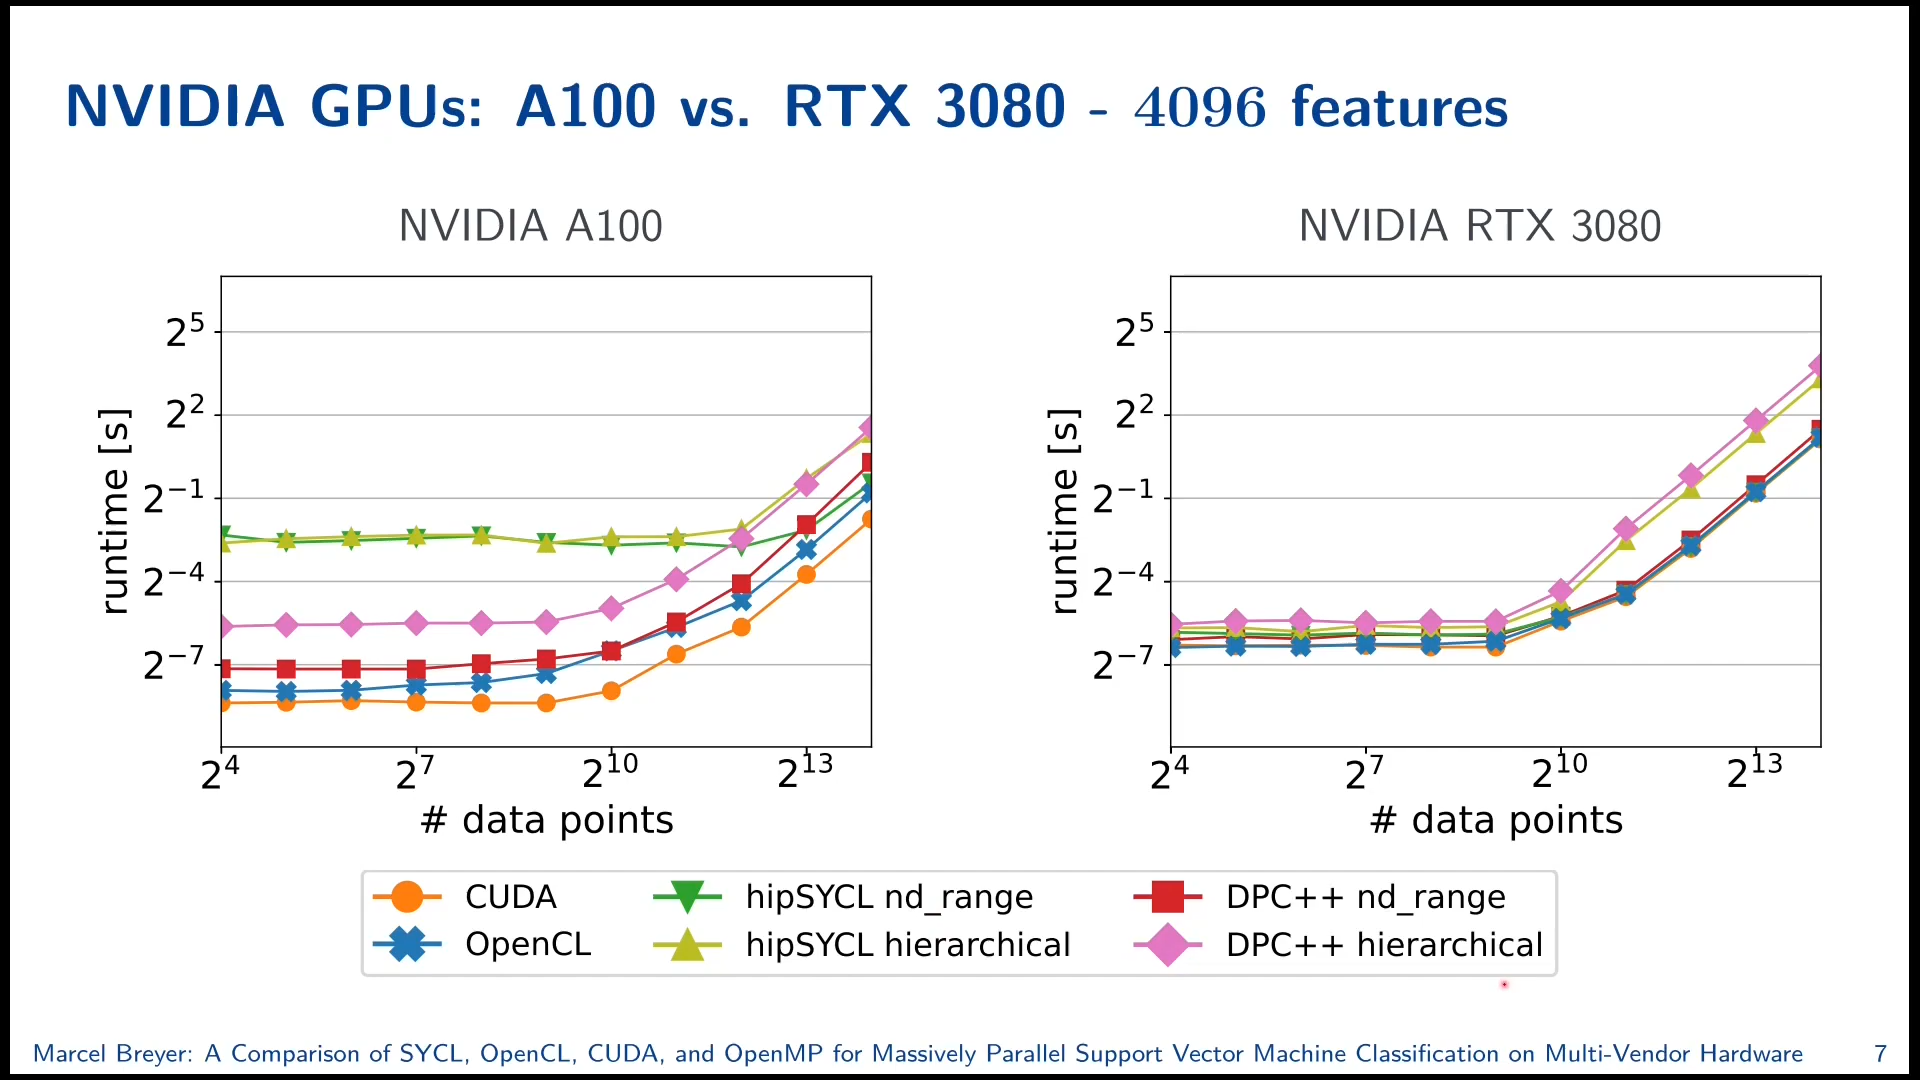 NVIDIA GPUs: A100 vs. RTX 3080 - 4096 features
NVIDIA A100
2^5
2^2
2^−1
2^−4
2^−7
runtime [s]
2^4 2^7 2^10 2^13
# data points
NVIDIA RTX 3080
2^5
2^2
2^−1
2^−4
2^−7
runtime [s]
2^4 2^7 2^10 2^13
# data points
CUDA hipSYCL nd_range DPC++ nd_range
OpenCL hipSYCL hierarchical DPC++ hierarchical
Marcel Breyer: A Comparison of SYCL, OpenCL, CUDA, and OpenMP for Massively Parallel Support Vector Machine Classification on Multi-Vendor Hardware 7